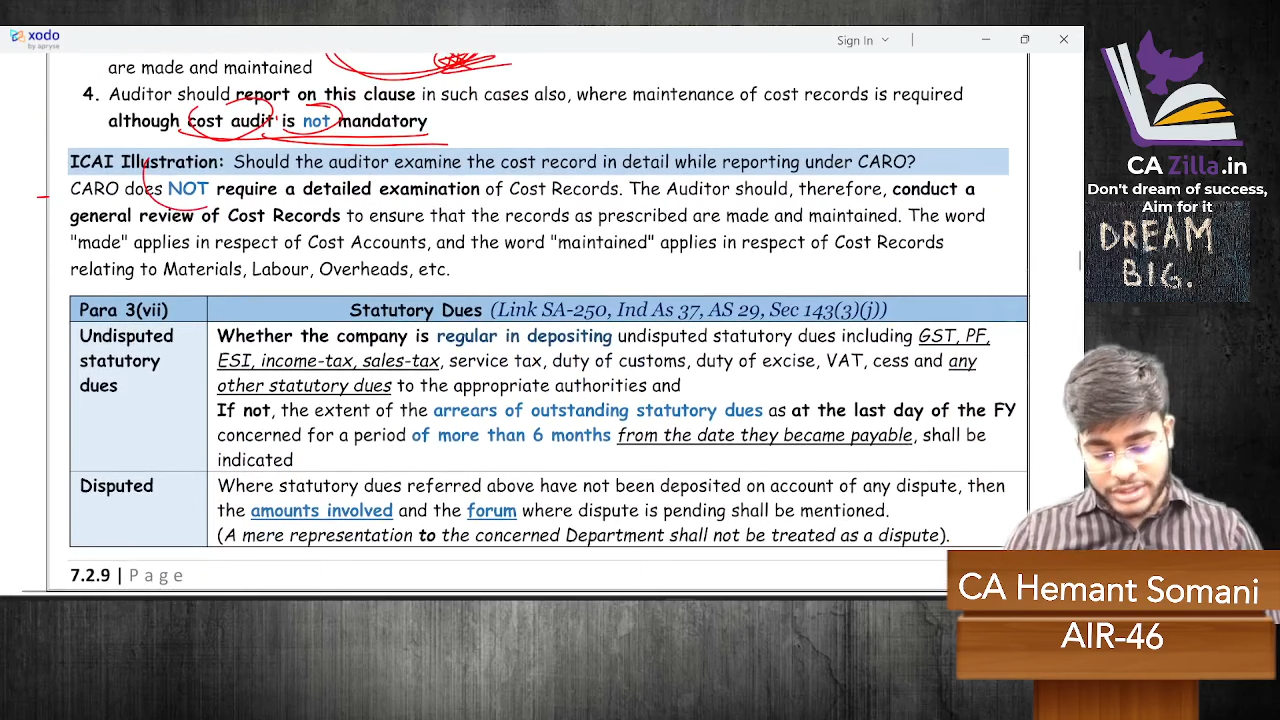 xodo
by apryse
Sign In
are made and maintained
4. Auditor should report on this clause in such cases also, where maintenance of cost records is required
although cost audit is not mandatory
ICAI Illustration: Should the auditor examine the cost record in detail while reporting under CARO?
CARO does NOT require a detailed examination of Cost Records. The Auditor should, therefore, conduct a
general review of Cost Records to ensure that the records as prescribed are made and maintained. The word
"made" applies in respect of Cost Accounts, and the word "maintained" applies in respect of Cost Records
relating to Materials, Labour, Overheads, etc.
Para 3(vii)
Statutory Dues (Link SA-250, Ind As 37, AS 29, Sec 143(3)(j))
Undisputed
statutory
dues
Whether the company is regular in depositing undisputed statutory dues including GST, PF,
ESI, income-tax, sales-tax, service tax, duty of customs, duty of excise, VAT, cess and any
other statutory dues to the appropriate authorities and
If not, the extent of the arrears of outstanding statutory dues as at the last day of the FY
concerned for a period of more than 6 months from the date they became payable, shall be
indicated
Disputed
Where statutory dues referred above have not been deposited on account of any dispute, then
the amounts involved and the forum where dispute is pending shall be mentioned.
(A mere representation to the concerned Department shall not be treated as a dispute).
7.2.9 | Page
CA Zilla.in
Don't dream of success,
Aim for it
DREAM
BIG.
CA Hemant Somani
AIR-46